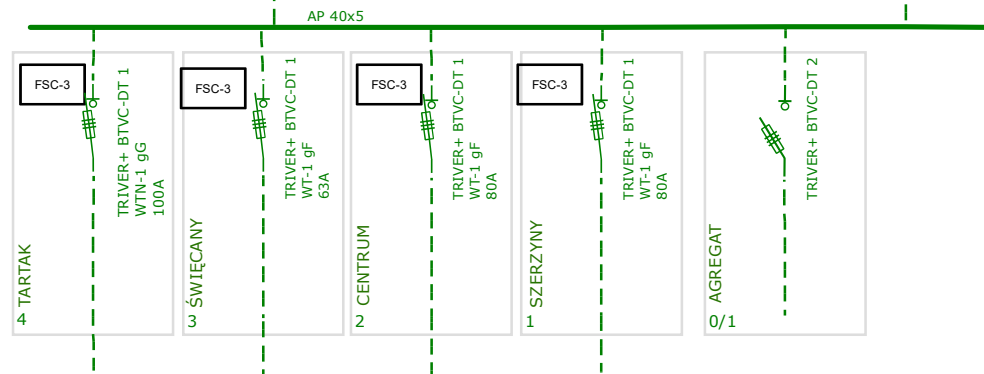 AP 40x5
FSC-3
TRIVER+ BTVC-DT 1
WTN-1 gG
100A
TARTAK
4
FSC-3
TRIVER+ BTVC-DT 1
WT-1 gF
63A
ŚWIĘCANY
3
FSC-3
TRIVER+ BTVC-DT 1
WT-1 gF
80A
CENTRUM
2
FSC-3
TRIVER+ BTVC-DT 1
WT-1 gF
80A
SZERZYNY
1
TRIVER+ BTVC-DT 2
AGREGAT
0/1